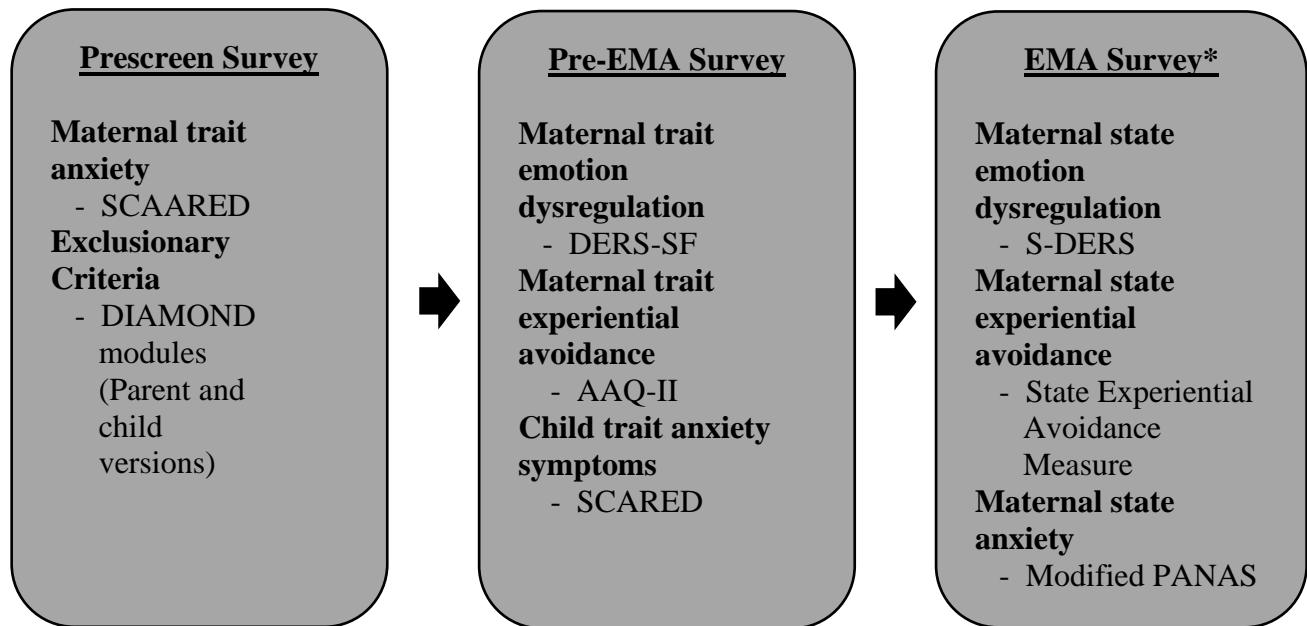 Prescreen Survey
Maternal trait
anxiety
- SCAARED
Exclusionary
Criteria
- DIAMOND
modules
(Parent and
child
versions)
Pre-EMA Survey
Maternal trait
emotion
dysregulation
- DERS-SF
Maternal trait
experiential
avoidance
- AAQ-II
Child trait anxiety
symptoms
- SCARED
EMA Survey*
Maternal state
emotion
dysregulation
- S-DERS
Maternal state
experiential
avoidance
- State Experiential
Avoidance
Measure
Maternal state
anxiety
- Modified PANAS